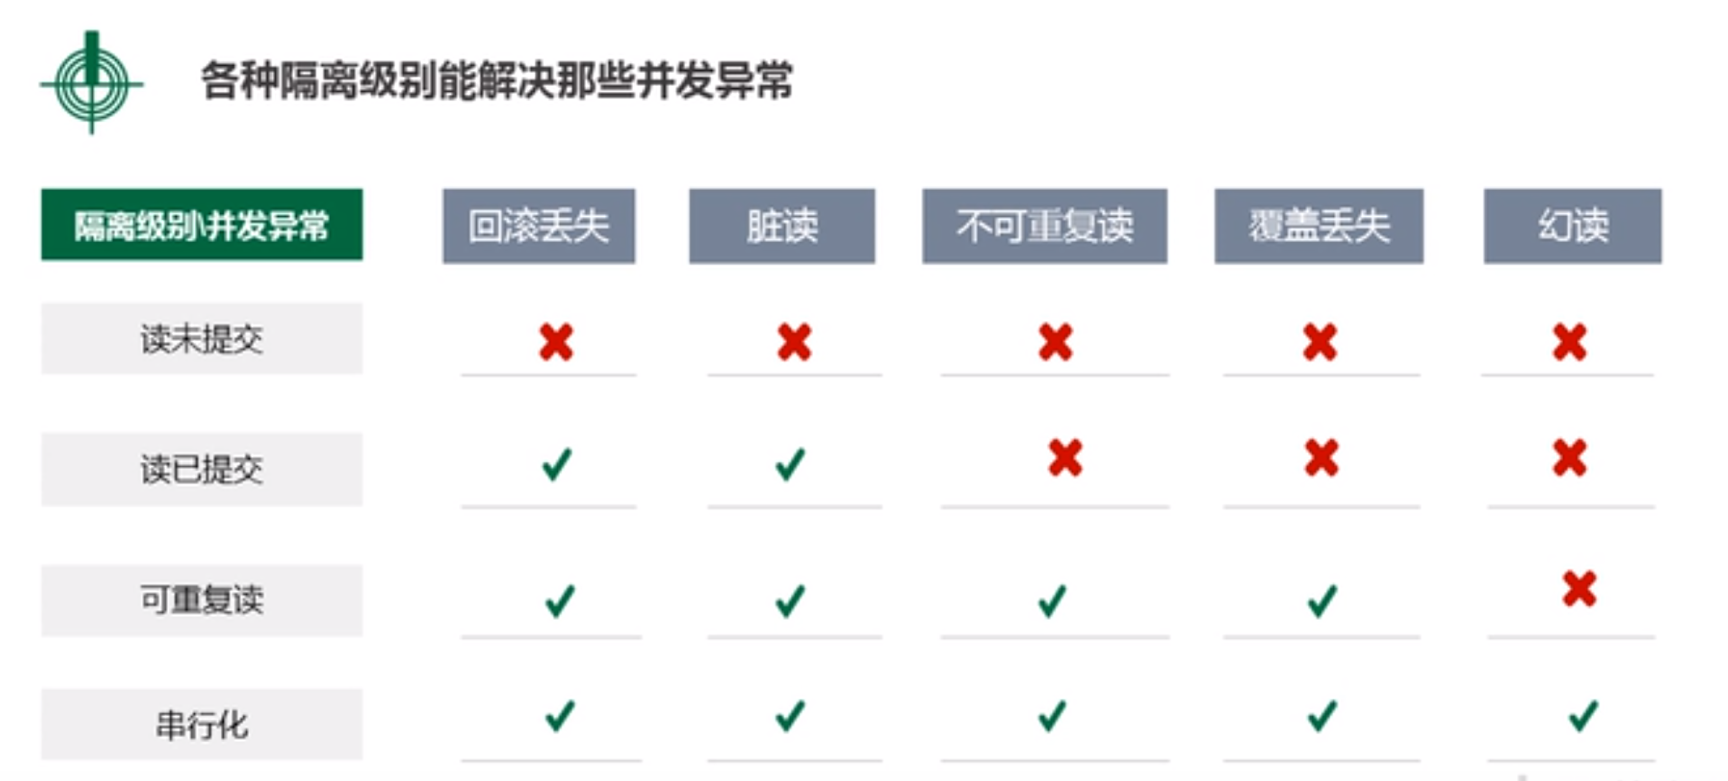 各种隔离级别能解决那些并发异常
隔离级别\并发异常 回滚丢失 脏读 不可重复读 覆盖丢失 幻读
读未提交
读已提交
可重复读
串行化